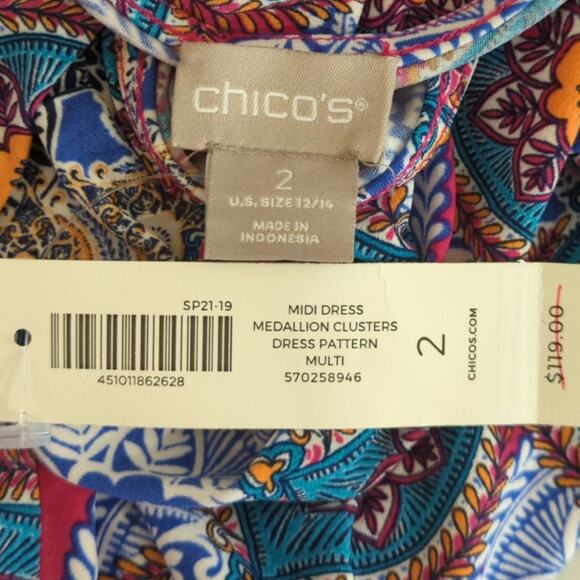 chico's®
2
U.S. SIZE 12/14
MADE IN
INDONESIA
SP21-19
451011862628
MIDI DRESS
MEDALLION CLUSTERS
DRESS PATTERN
MULTI
570258946
2
CHICOS.COM
$119.00